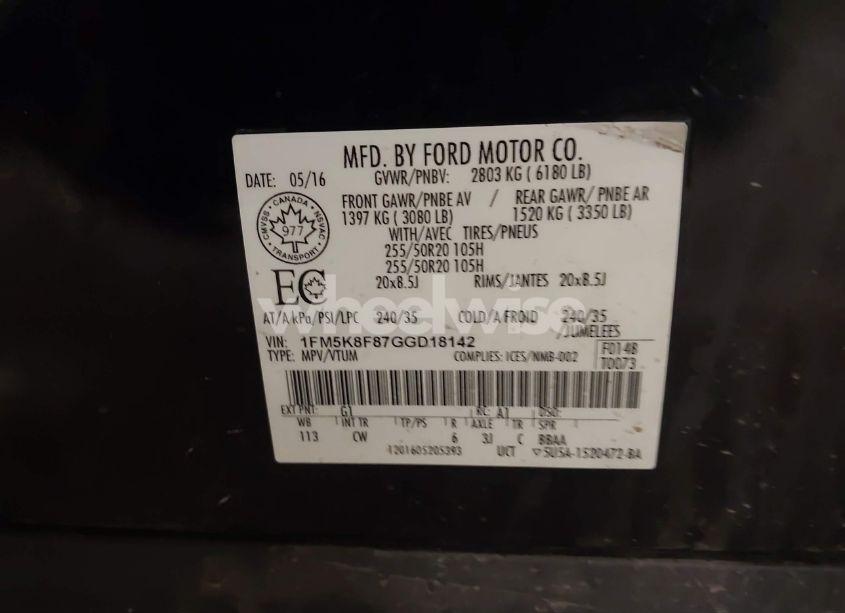 MFD. BY FORD MOTOR CO.
DATE: 05/16 GVWR/PNBV: 2803 KG ( 6180 LB)
FRONT GAWR/PNBE AV / REAR GAWR/ PNBE AR
1397 KG ( 3080 LB) 1520 KG ( 3350 LB)
CANADA CMVSS NSVAC 977 TRANSPORT
WITH/AVEC TIRES/PNEUS
255/50R20 105H
255/50R20 105H
EC 20x8.5J RIMS/JANTES 20x8.5J
wheelwise
AT/A kPa/PSI/LPC 240/35 COLD/A FROID 240/35
/JUMELEES
VIN: 1FM5K8F87GGD18142
TYPE: MPV/VTUM COMPLIES: ICES/NMB-002 F0148
T0073
EXT PNT: G1 RC: A1 DSO:
WB INT TR TP/PS R AXLE TR SPR
113 CW 6 3J C BBAA
1201605205393 UCT ▽5U5A-1520472-BA